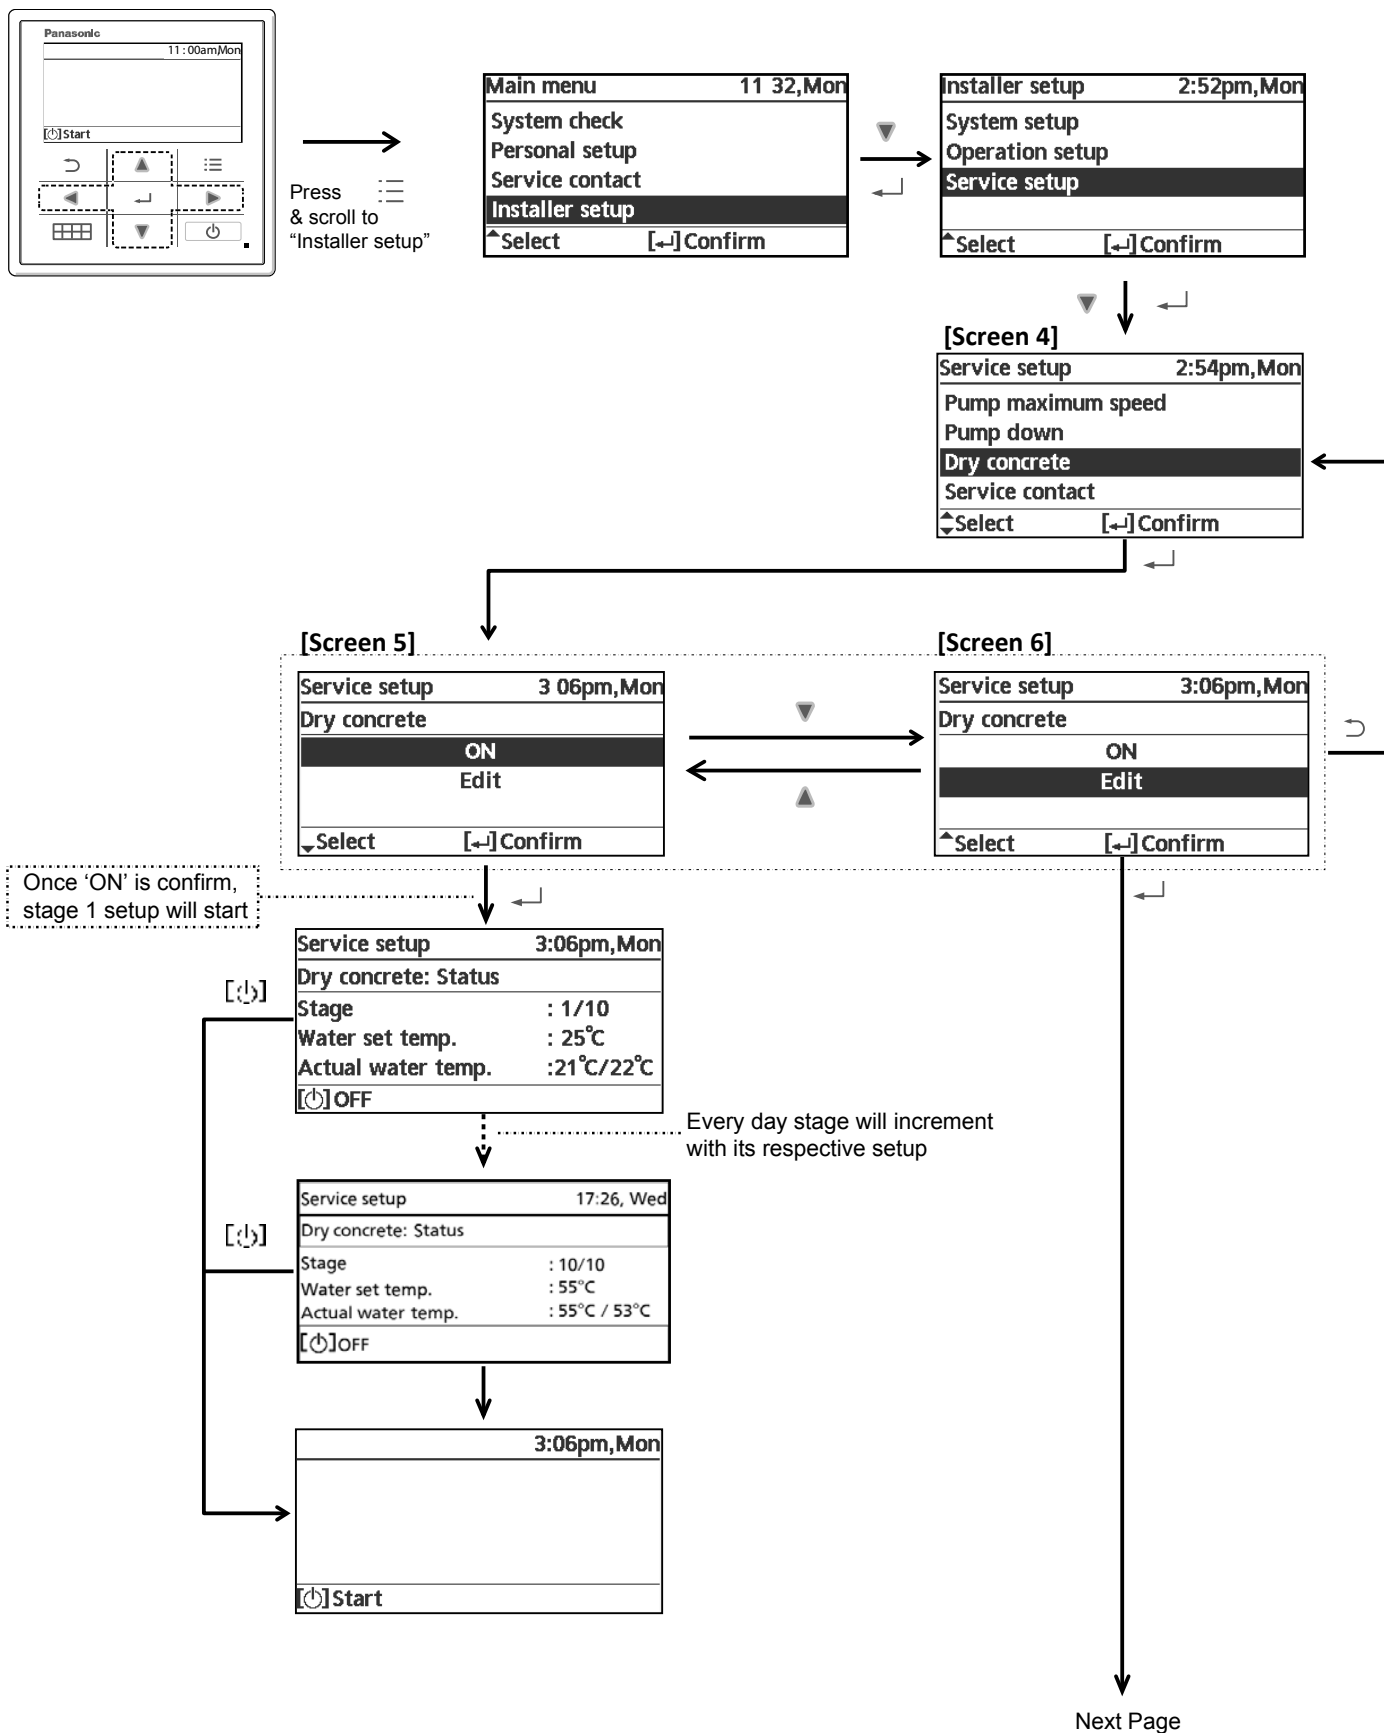 Panasonic
11:00am,Mon
[⏻]Start
Press
& scroll to
“Installer setup”
Main menu 11 32,Mon
System check
Personal setup
Service contact
Installer setup
Select [↵]Confirm
Installer setup 2:52pm,Mon
System setup
Operation setup
Service setup
Select [↵]Confirm
[Screen 4]
Service setup 2:54pm,Mon
Pump maximum speed
Pump down
Dry concrete
Service contact
Select [↵]Confirm
[Screen 5]
Service setup 3 06pm,Mon
Dry concrete
ON
Edit
Select [↵]Confirm
[Screen 6]
Service setup 3:06pm,Mon
Dry concrete
ON
Edit
Select [↵]Confirm
Once ‘ON’ is confirm,
stage 1 setup will start
Service setup 3:06pm,Mon
Dry concrete: Status
Stage : 1/10
Water set temp. : 25°C
Actual water temp. :21°C/22°C
[⏻]OFF
[⏻]
Every day stage will increment
with its respective setup
Service setup 17:26, Wed
Dry concrete: Status
Stage : 10/10
Water set temp. : 55°C
Actual water temp. : 55°C / 53°C
[⏻]OFF
[⏻]
3:06pm,Mon
[⏻]Start
Next Page